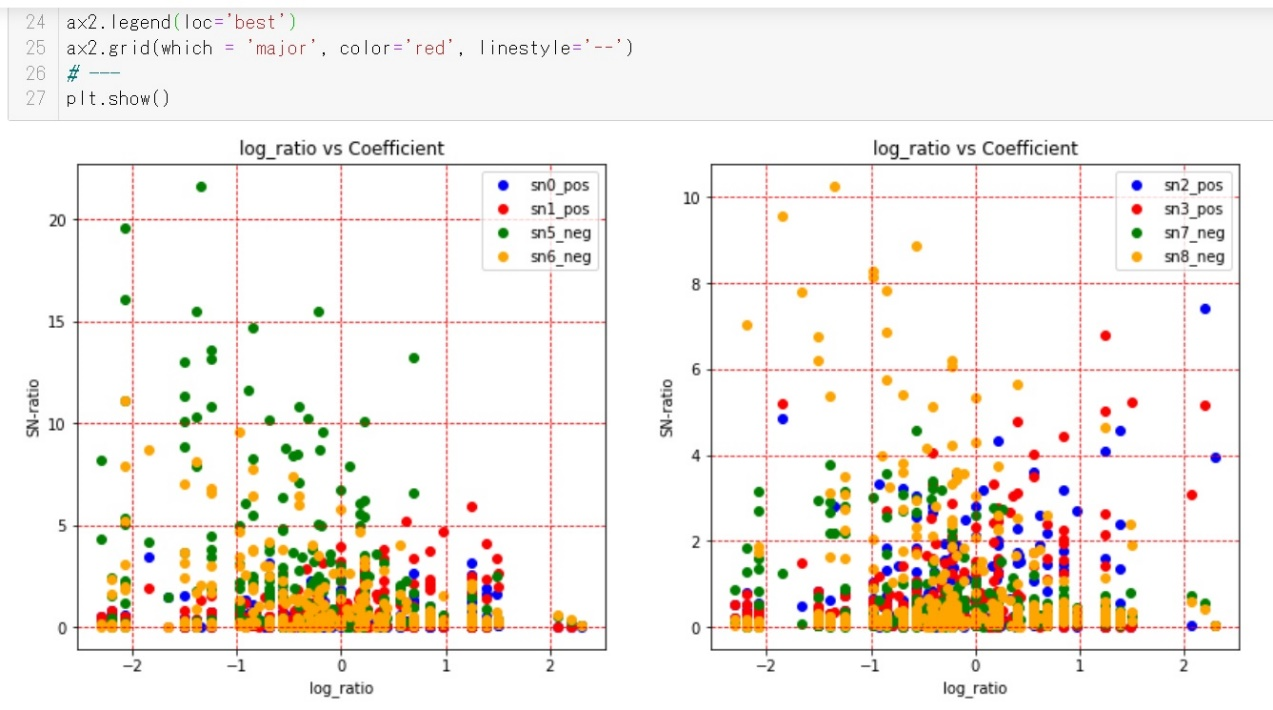 24 ax2.legend(loc='best')
25 ax2.grid(which = 'major', color='red', linestyle='--')
26 # ---
27 plt.show()
log_ratio vs Coefficient
SN-ratio
20
15
10
5
0
sn0_pos
sn1_pos
sn5_neg
sn6_neg
−2 −1 0 1 2
log_ratio
log_ratio vs Coefficient
SN-ratio
10
8
6
4
2
0
sn2_pos
sn3_pos
sn7_neg
sn8_neg
−2 −1 0 1 2
log_ratio